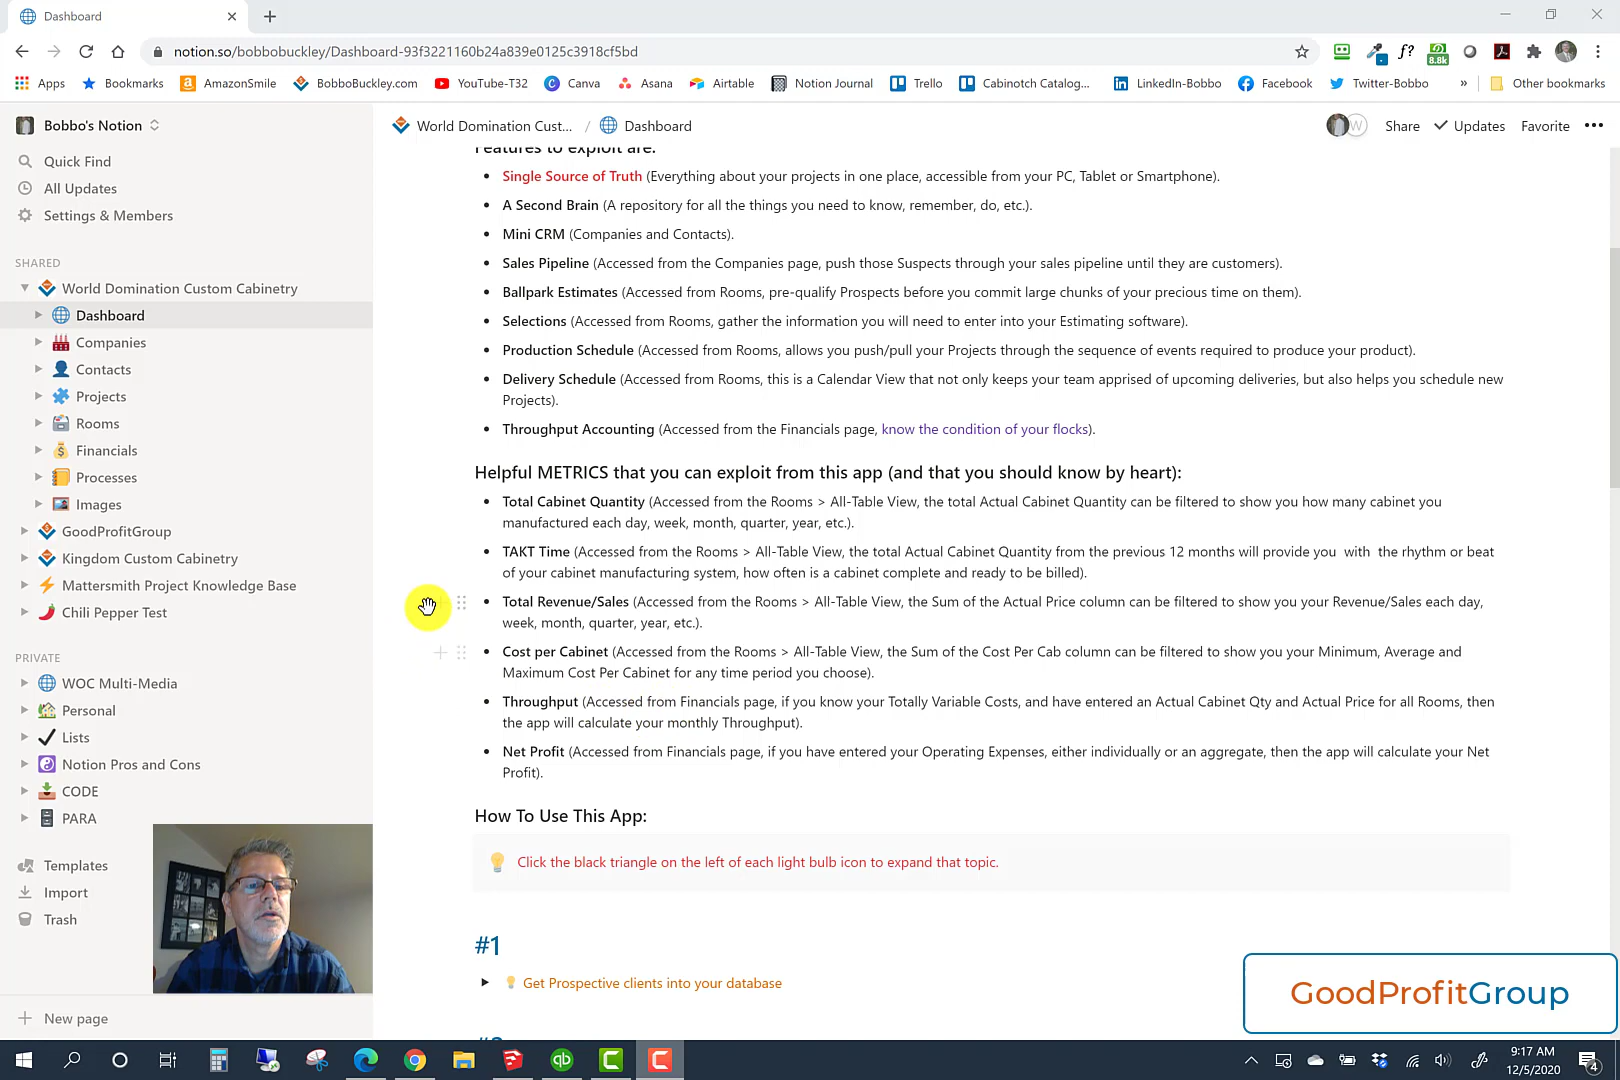 Dashboard
notion.so/bobbobuckley/Dashboard-93f3221160b24a839e0125c3918cf5bd
f?
8.8k
Apps
Bookmarks
AmazonSmile
BobboBuckley.com
YouTube-T32
Canva
Asana
Airtable
Notion Journal
Trello
Cabinotch Catalog...
LinkedIn-Bobbo
Facebook
Twitter-Bobbo
»
Other bookmarks
Bobbo's Notion
Quick Find
All Updates
Settings & Members
SHARED
World Domination Custom Cabinetry
Dashboard
Companies
Contacts
Projects
Rooms
Financials
Processes
Images
GoodProfitGroup
Kingdom Custom Cabinetry
Mattersmith Project Knowledge Base
Chili Pepper Test
PRIVATE
WOC Multi-Media
Personal
Lists
Notion Pros and Cons
CODE
PARA
Templates
Import
Trash
New page
World Domination Cust... / Dashboard
W
Share
Updates
Favorite
Features to exploit are:
Single Source of Truth (Everything about your projects in one place, accessible from your PC, Tablet or Smartphone).
A Second Brain (A repository for all the things you need to know, remember, do, etc.).
Mini CRM (Companies and Contacts).
Sales Pipeline (Accessed from the Companies page, push those Suspects through your sales pipeline until they are customers).
Ballpark Estimates (Accessed from Rooms, pre-qualify Prospects before you commit large chunks of your precious time on them).
Selections (Accessed from Rooms, gather the information you will need to enter into your Estimating software).
Production Schedule (Accessed from Rooms, allows you push/pull your Projects through the sequence of events required to produce your product).
Delivery Schedule (Accessed from Rooms, this is a Calendar View that not only keeps your team apprised of upcoming deliveries, but also helps you schedule new
Projects).
Throughput Accounting (Accessed from the Financials page, know the condition of your flocks).
Helpful METRICS that you can exploit from this app (and that you should know by heart):
Total Cabinet Quantity (Accessed from the Rooms > All-Table View, the total Actual Cabinet Quantity can be filtered to show you how many cabinet you
manufactured each day, week, month, quarter, year, etc.).
TAKT Time (Accessed from the Rooms > All-Table View, the total Actual Cabinet Quantity from the previous 12 months will provide you with the rhythm or beat
of your cabinet manufacturing system, how often is a cabinet complete and ready to be billed).
Total Revenue/Sales (Accessed from the Rooms > All-Table View, the Sum of the Actual Price column can be filtered to show you your Revenue/Sales each day,
week, month, quarter, year, etc.).
Cost per Cabinet (Accessed from the Rooms > All-Table View, the Sum of the Cost Per Cab column can be filtered to show you your Minimum, Average and
Maximum Cost Per Cabinet for any time period you choose).
Throughput (Accessed from Financials page, if you know your Totally Variable Costs, and have entered an Actual Cabinet Qty and Actual Price for all Rooms, then
the app will calculate your monthly Throughput).
Net Profit (Accessed from Financials page, if you have entered your Operating Expenses, either individually or an aggregate, then the app will calculate your Net
Profit).
How To Use This App:
Click the black triangle on the left of each light bulb icon to expand that topic.
#1
Get Prospective clients into your database
GoodProfitGroup
qb
9:17 AM
12/5/2020
4